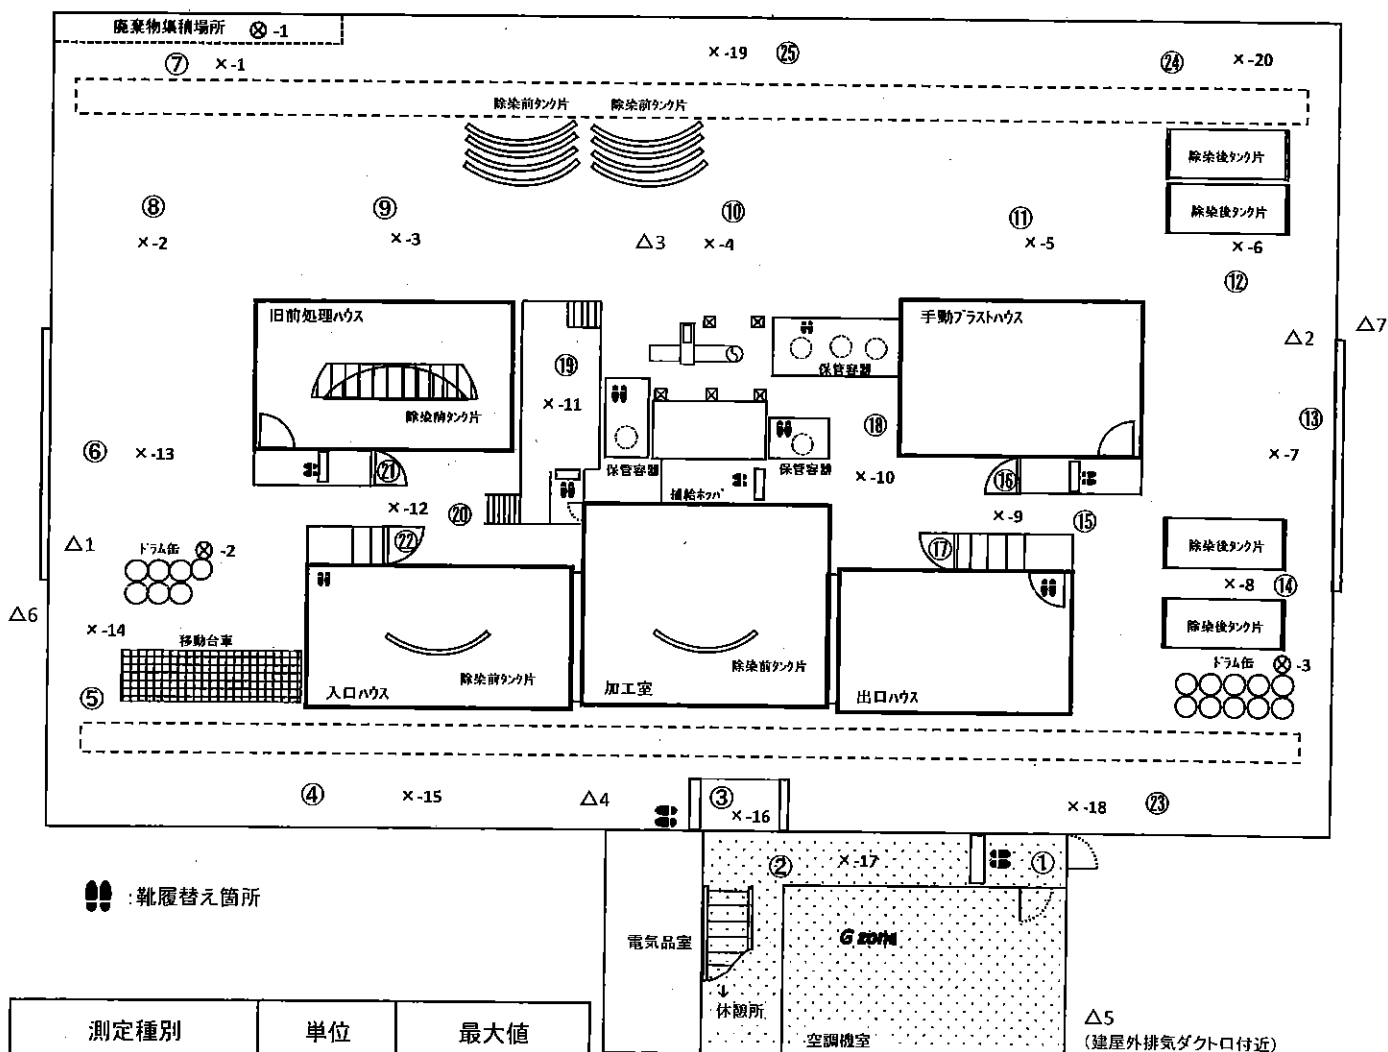 廃棄物集積場所 ⊗ -1
⑦ × -1
× -19 ㉕
㉔ × -20
除染前タンク片 除染前タンク片
除染後タンク片
除染後タンク片
⑧
× -2
⑨
× -3
⑩
△3 × -4
⑪
× -5
× -6
⑫
旧前処理ハウス
除染前タンク片
⑲
× -11
保管容器
手動ブラストハウス
△2
△7
⑬
× -7
⑥ × -13
㉑
保管容器
補給ホッパ
保管容器
⑱
× -10
⑯
× -12
⑳
㉒
× -9
⑮
⑰
△1
ドラム缶 ⊗ -2
除染後タンク片
× -8 ⑭
除染後タンク片
△6
× -14
移動台車
⑤
入口ハウス
除染前タンク片
加工室
除染前タンク片
出口ハウス
ドラム缶 ⊗ -3
④ × -15
△4
③
× -16
× -18 ㉓
② × -17
①
:靴履替え箇所
電気品室
G zone
↓
休憩所
空調機室
△5
(建屋外排気ダクト口付近)
測定種別 単位 最大値